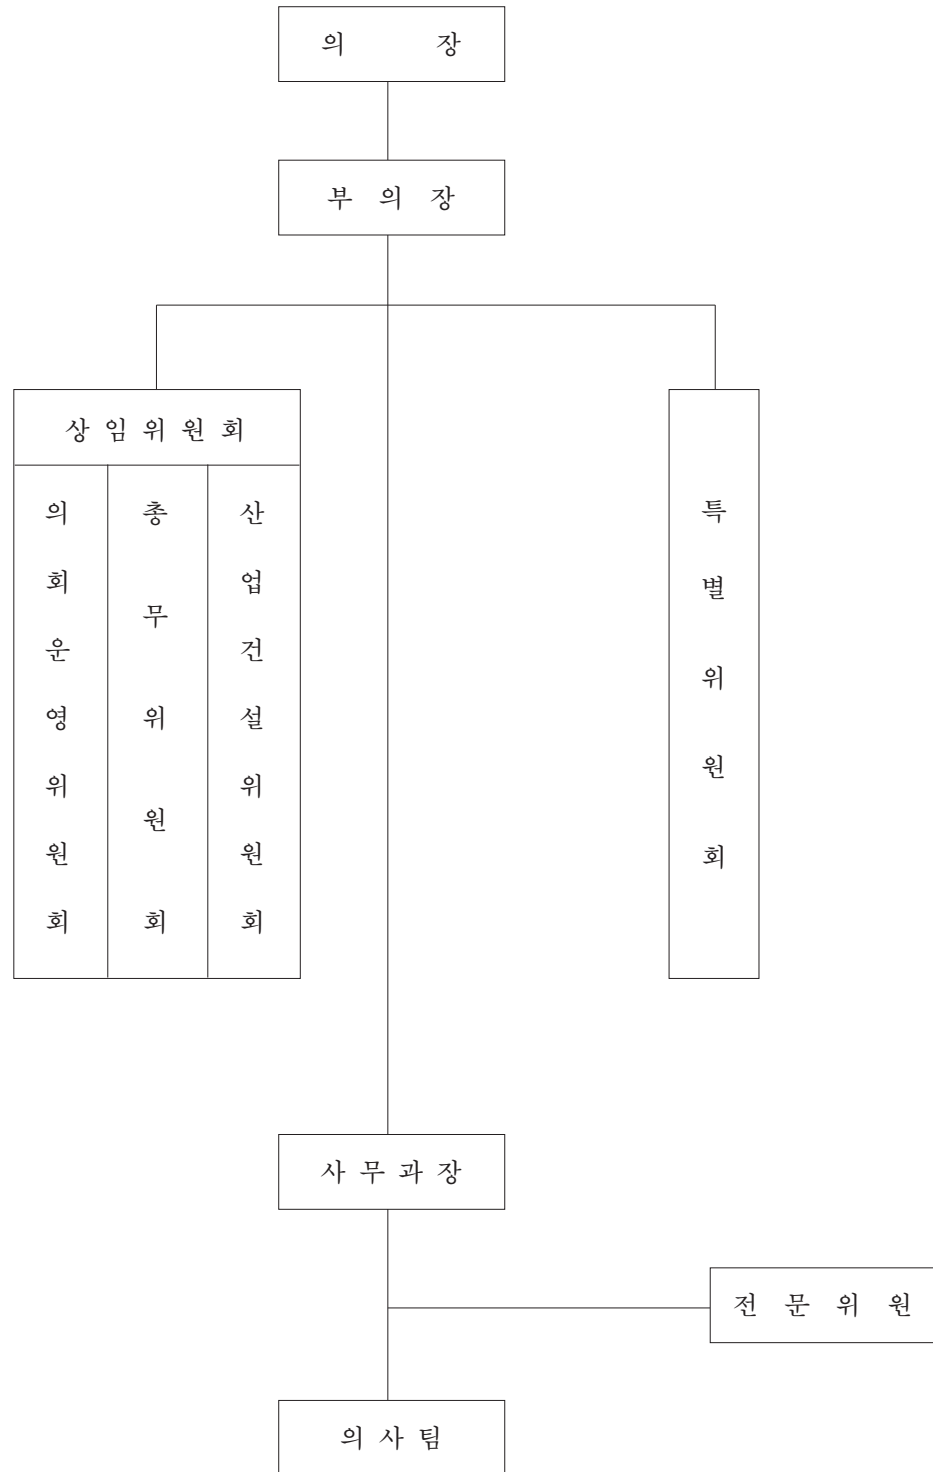 의 장
부 의 장
상 임 위 원 회
의회운영위원회
총무위원회
산업건설위원회
특별위원회
사 무 과 장
전 문 위 원
의 사 팀